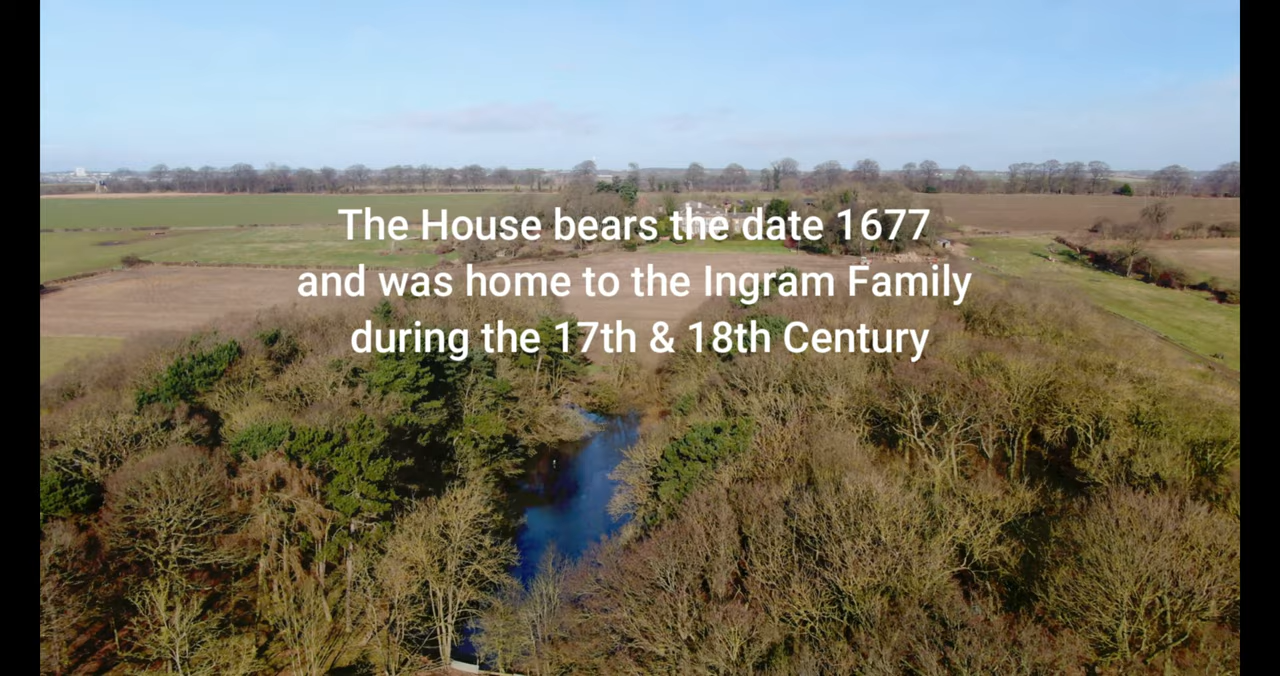 The House bears the date 1677
and was home to the Ingram Family
during the 17th & 18th Century